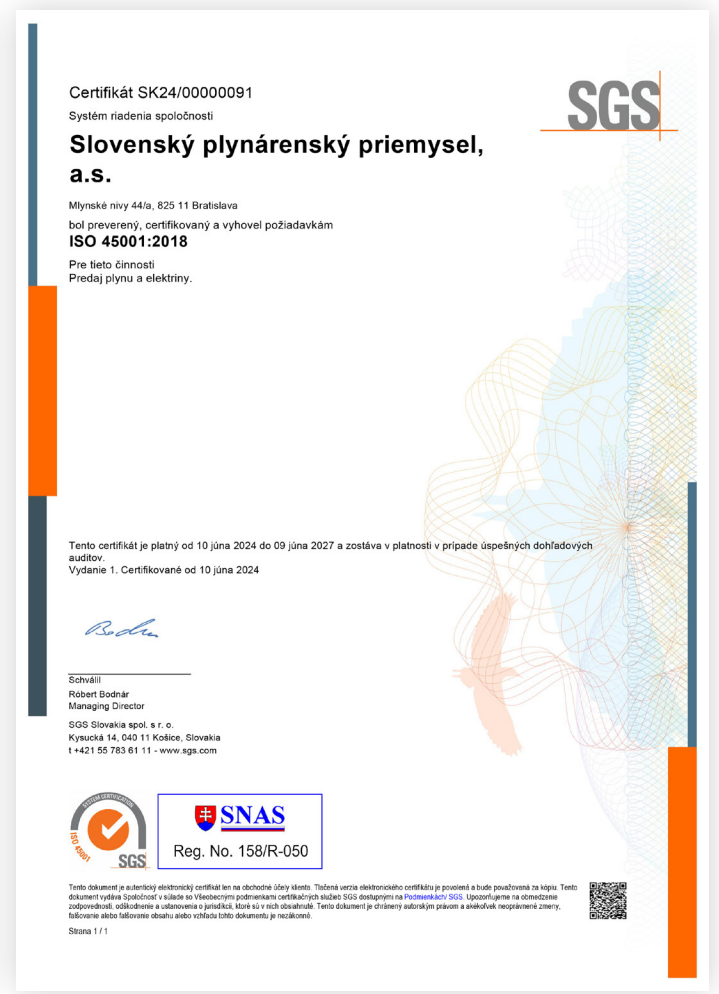 Certifikát SK24/00000091
SGS
Systém riadenia spoločnosti
Slovenský plynárenský priemysel,
a.s.
Mlynské nivy 44/a, 825 11 Bratislava
bol preverený, certifikovaný a vyhovel požiadavkám
ISO 45001:2018
Pre tieto činnosti
Predaj plynu a elektriny.
Tento certifikát je platný od 10 júna 2024 do 09 júna 2027 a zostáva v platnosti v prípade úspešných dohľadových
auditov.
Vydanie 1. Certifikované od 10 júna 2024
Schválil
Róbert Bodnár
Managing Director
SGS Slovakia spol. s r. o.
Kysucká 14, 040 11 Košice, Slovakia
t +421 55 783 61 11 - www.sgs.com
SYSTEM CERTIFICATION
ISO 45001
SGS
SNAS
Reg. No. 158/R-050
Tento dokument je autentický elektronický certifikát len na obchodné účely klienta. Tlačená verzia elektronického certifikátu je povolená a bude považovaná za kópiu. Tento
dokument vydáva Spoločnosť v súlade so Všeobecnými podmienkami certifikačných služieb SGS dostupnými na Podmienkach/ SGS. Upozorňujeme na obmedzenie
zodpovednosti, odškodnenie a ustanovenia o jurisdikcii, ktoré sú v nich obsiahnuté. Tento dokument je chránený autorským právom a akékoľvek neoprávnené zmeny,
falšovanie alebo falšovanie obsahu alebo vzhľadu tohto dokumentu je nezákonné.
Strana 1 / 1